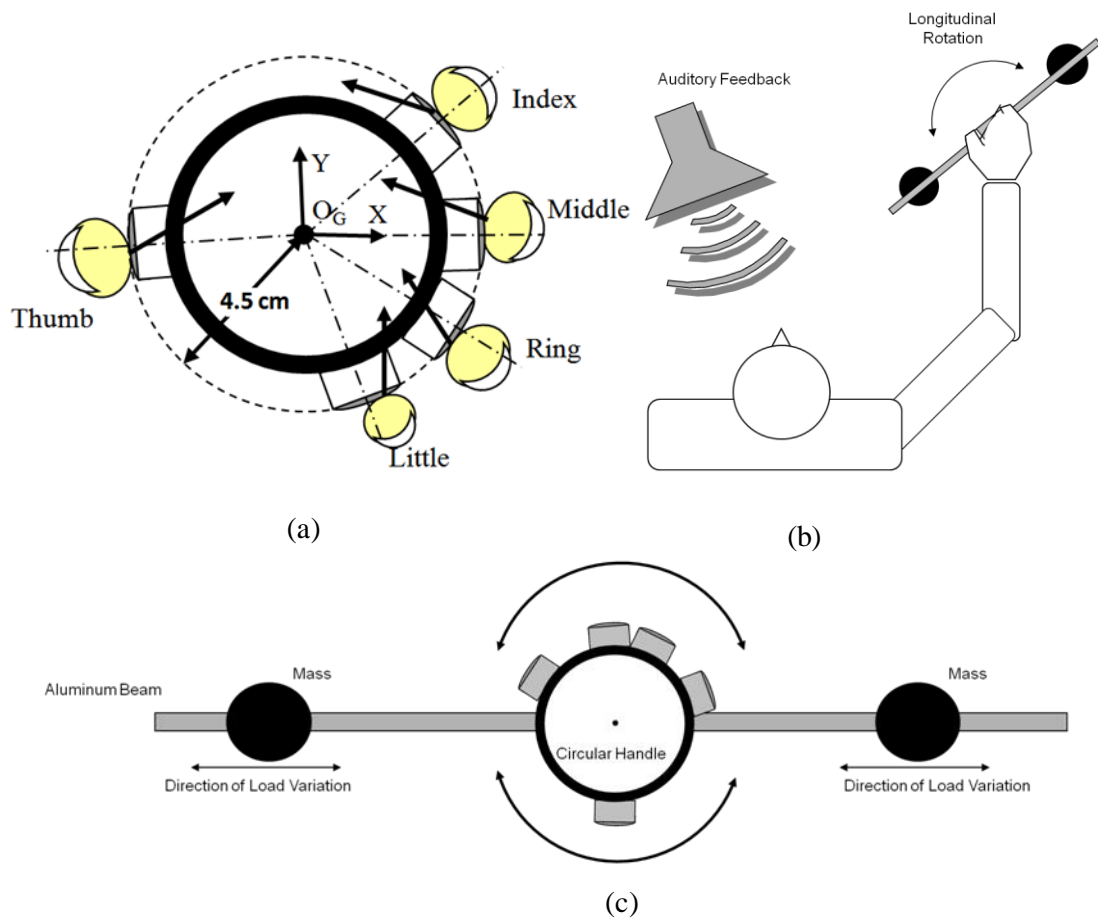 Index
Y
O_G
X
Middle
4.5 cm
Thumb
Ring
Little
(a)
Longitudinal
Rotation
Auditory Feedback
(b)
Mass
Mass
Aluminum Beam
Circular Handle
Direction of Load Variation
Direction of Load Variation
(c)